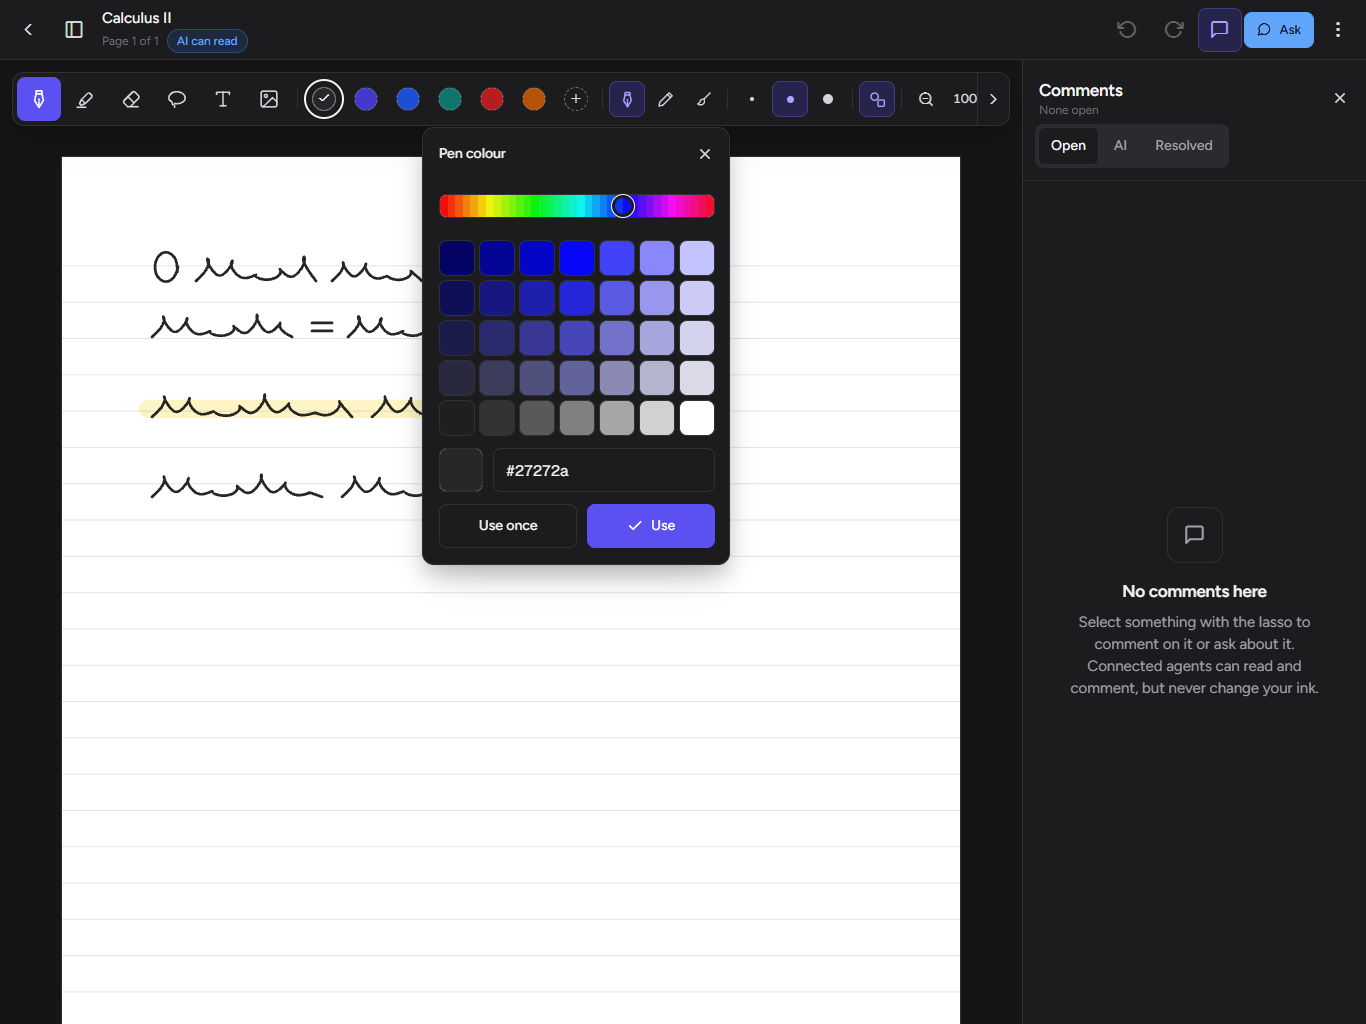 Calculus II
Page 1 of 1 AI can read
Ask
100
Comments
None open
Open AI Resolved
Pen colour
#27272a
Use once Use
No comments here
Select something with the lasso to
comment on it or ask about it.
Connected agents can read and
comment, but never change your ink.